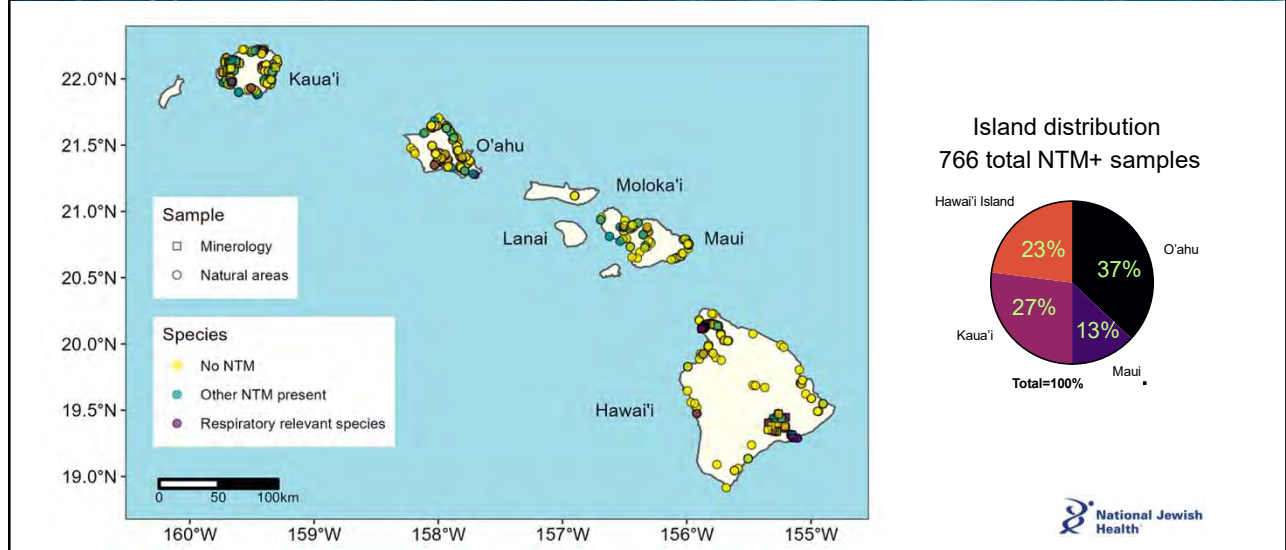 22.0°N
21.5°N
21.0°N
20.5°N
20.0°N
19.5°N
19.0°N
160°W
159°W
158°W
157°W
156°W
155°W
Kaua'i
O'ahu
Moloka'i
Lanai
Maui
Hawai'i
Sample
Minerology
Natural areas
Species
No NTM
Other NTM present
Respiratory relevant species
0 50 100km
Island distribution
766 total NTM+ samples
Hawai'i Island
O'ahu
Kaua'i
Maui
23%
37%
27%
13%
Total=100%
National Jewish
Health